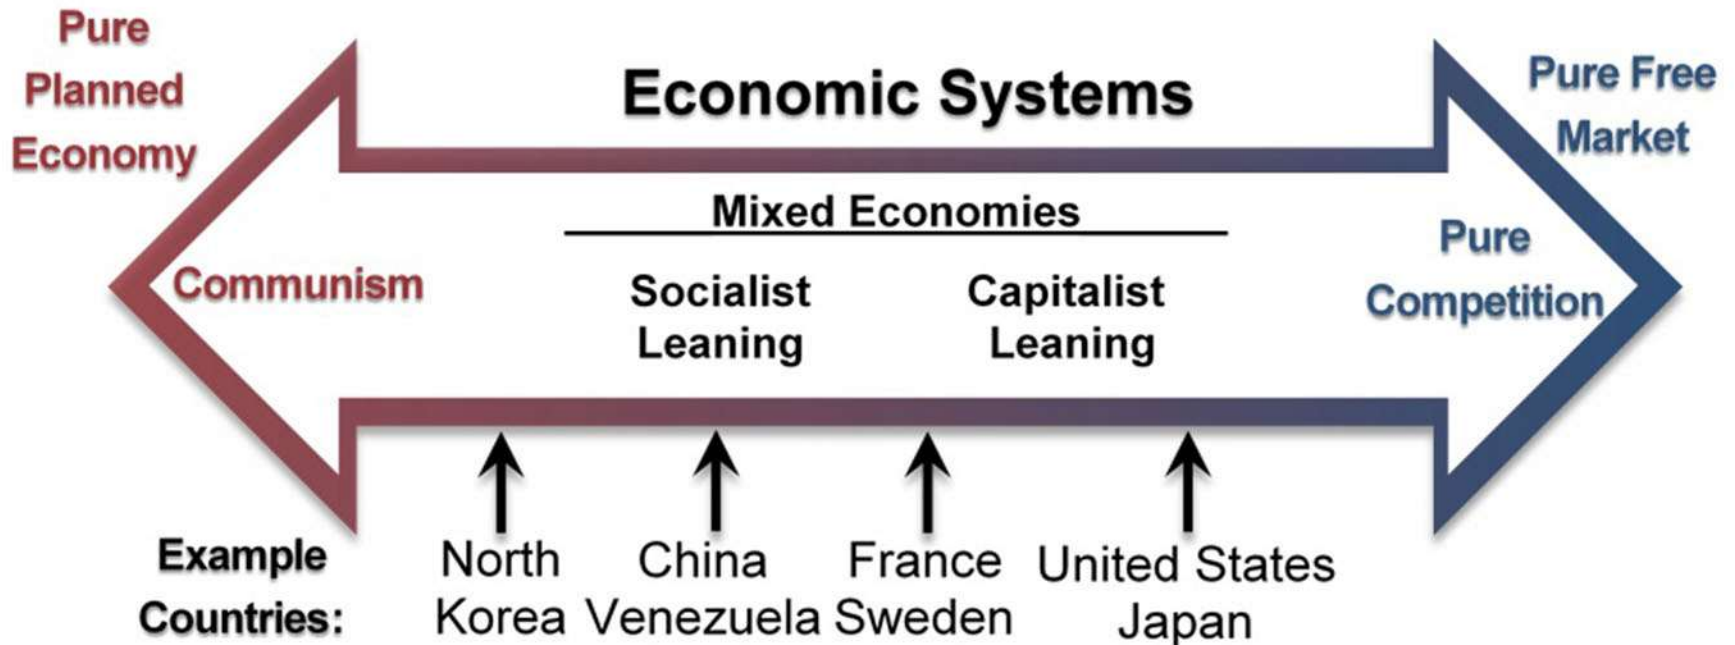 Pure
Planned
Economy
Economic Systems
Pure Free
Market
Mixed Economies
Communism
Socialist
Leaning
Capitalist
Leaning
Pure
Competition
Example
Countries:
North
Korea
China
Venezuela
France
Sweden
United States
Japan